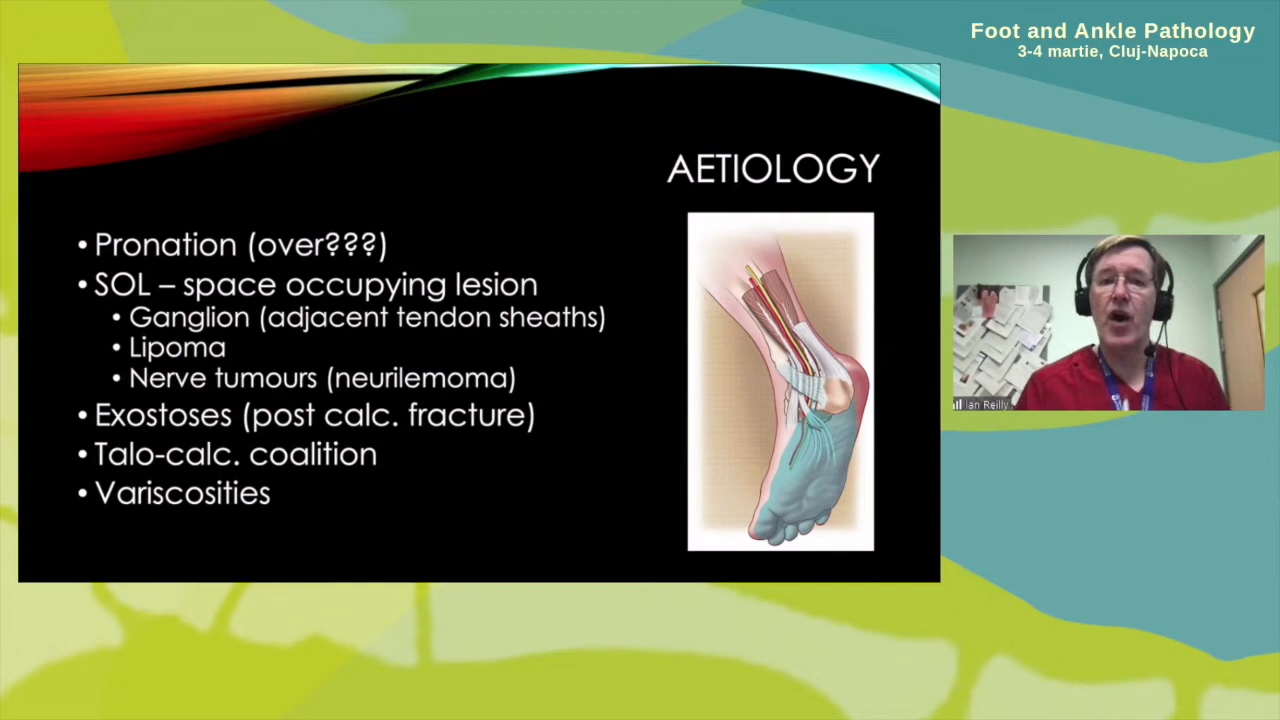 Foot and Ankle Pathology
3-4 martie, Cluj-Napoca
AETIOLOGY
• Pronation (over???)
• SOL – space occupying lesion
• Ganglion (adjacent tendon sheaths)
• Lipoma
• Nerve tumours (neurilemoma)
• Exostoses (post calc. fracture)
• Talo-calc. coalition
• Variscosities
Ian Reilly